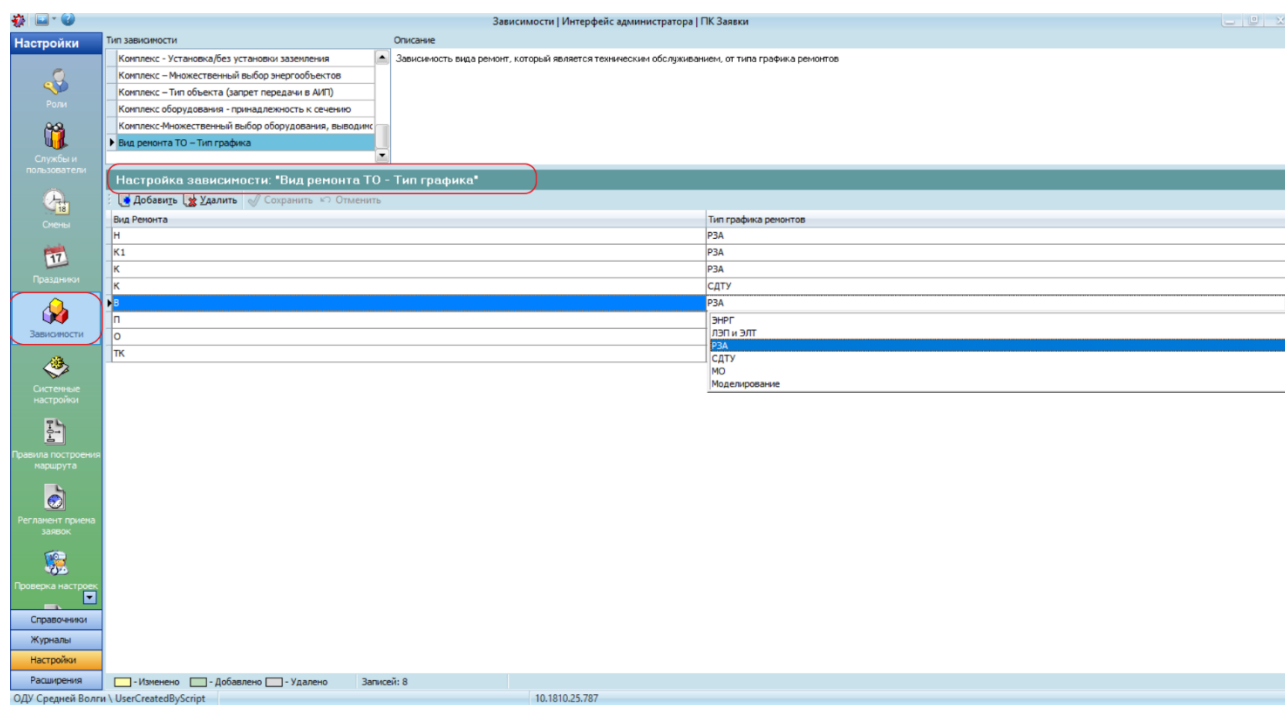 Зависимости | Интерфейс администратора | ПК Заявки
Настройки
Роли
Службы и
пользователи
Смены
18
17
Праздники
Зависимости
Системные
настройки
Правила построения
маршрута
Регламент приема
заявок
Проверка настроек
Справочники
Журналы
Настройки
Расширения
Тип зависимости
Комплекс - Установка/без установки заземления
Комплекс – Множественный выбор энергообъектов
Комплекс – Тип объекта (запрет передачи в АИП)
Комплекс оборудования - принадлежность к сечению
Комплекс-Множественный выбор оборудования, выводимо
Вид ремонта ТО – Тип графика
Описание
Зависимость вида ремонт, который является техническим обслуживанием, от типа графика ремонтов
Настройка зависимости: "Вид ремонта ТО - Тип графика"
Добавить Удалить Сохранить Отменить
Вид Ремонта Тип графика ремонтов
Н РЗА
К1 РЗА
К РЗА
К СДТУ
В РЗА
П
О
ТК
ЭНРГ
ЛЭП и ЭЛТ
РЗА
СДТУ
МО
Моделирование
- Изменено - Добавлено - Удалено Записей: 8
ОДУ Средней Волги \ UserCreatedByScript 10.1810.25.787